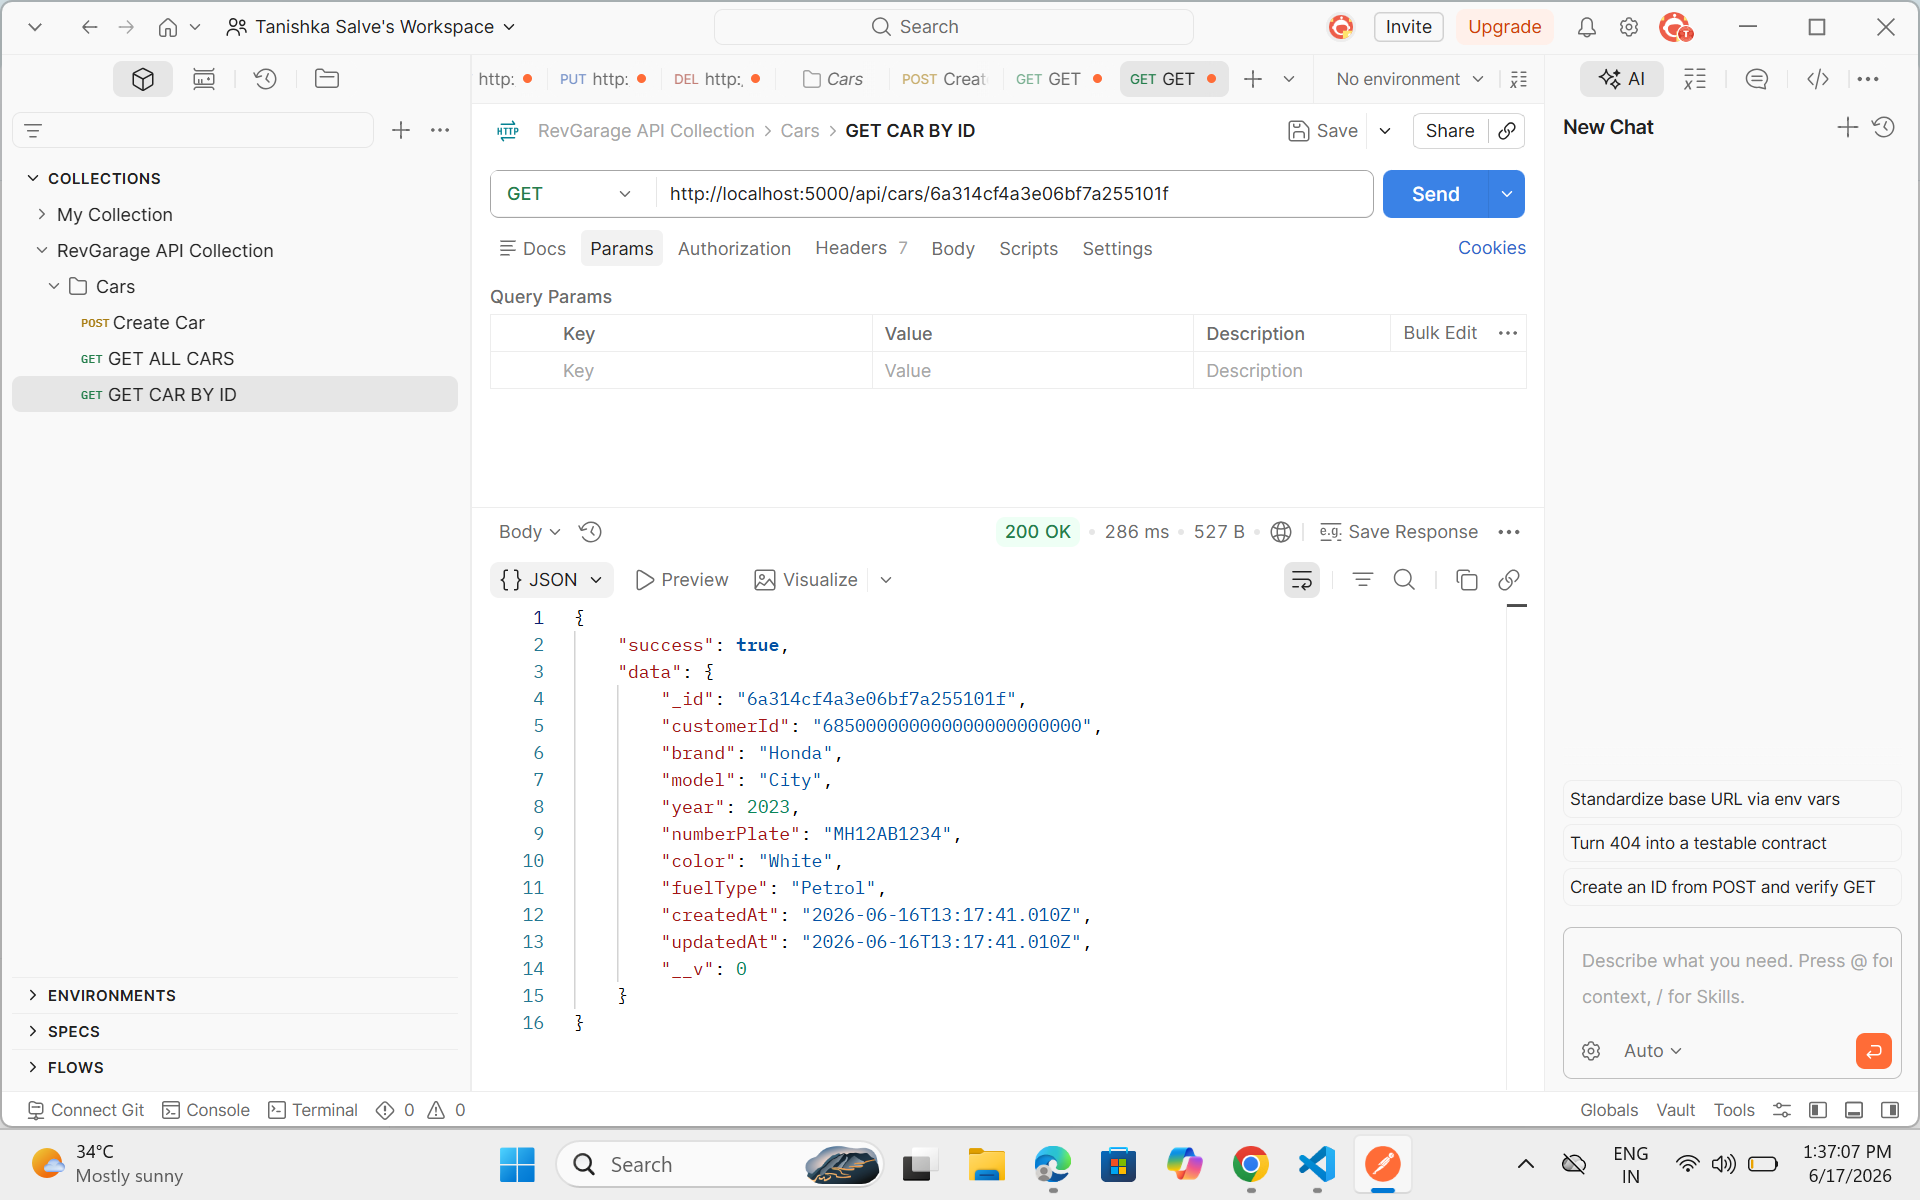 Tanishka Salve's Workspace
Search
Invite
Upgrade
http:
PUT http:
DEL http:
Cars
POST Creat
GET GET
GET GET
No environment
AI
HTTP
RevGarage API Collection > Cars > GET CAR BY ID
Save
Share
New Chat
COLLECTIONS
My Collection
RevGarage API Collection
Cars
POST Create Car
GET GET ALL CARS
GET GET CAR BY ID
GET
http://localhost:5000/api/cars/6a314cf4a3e06bf7a255101f
Send
Docs
Params
Authorization
Headers 7
Body
Scripts
Settings
Cookies
Query Params
Key
Value
Description
Bulk Edit
Key
Value
Description
Body
200 OK
286 ms
527 B
e.g. Save Response
{} JSON
Preview
Visualize
1 {
2 "success": true,
3 "data": {
4 "_id": "6a314cf4a3e06bf7a255101f",
5 "customerId": "685000000000000000000000",
6 "brand": "Honda",
7 "model": "City",
8 "year": 2023,
9 "numberPlate": "MH12AB1234",
10 "color": "White",
11 "fuelType": "Petrol",
12 "createdAt": "2026-06-16T13:17:41.010Z",
13 "updatedAt": "2026-06-16T13:17:41.010Z",
14 "__v": 0
15 }
16 }
Standardize base URL via env vars
Turn 404 into a testable contract
Create an ID from POST and verify GET
Describe what you need. Press @ for
context, / for Skills.
Auto
ENVIRONMENTS
SPECS
FLOWS
Connect Git
Console
Terminal
0
0
Globals
Vault
Tools
34°C
Mostly sunny
Search
ENG
IN
1:37:07 PM
6/17/2026